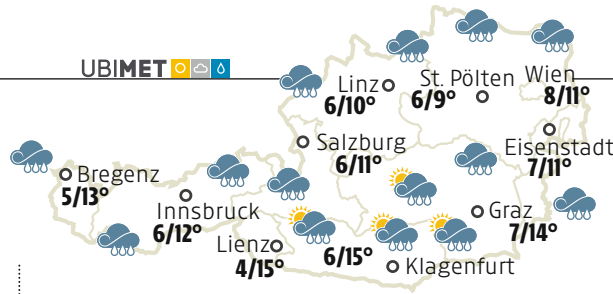 UBIMET
Linz
6/10°
St. Pölten
6/9°
Wien
8/11°
Salzburg
6/11°
Eisenstadt
7/11°
Bregenz
5/13°
Innsbruck
6/12°
Graz
7/14°
Lienz
4/15°
6/15°
Klagenfurt